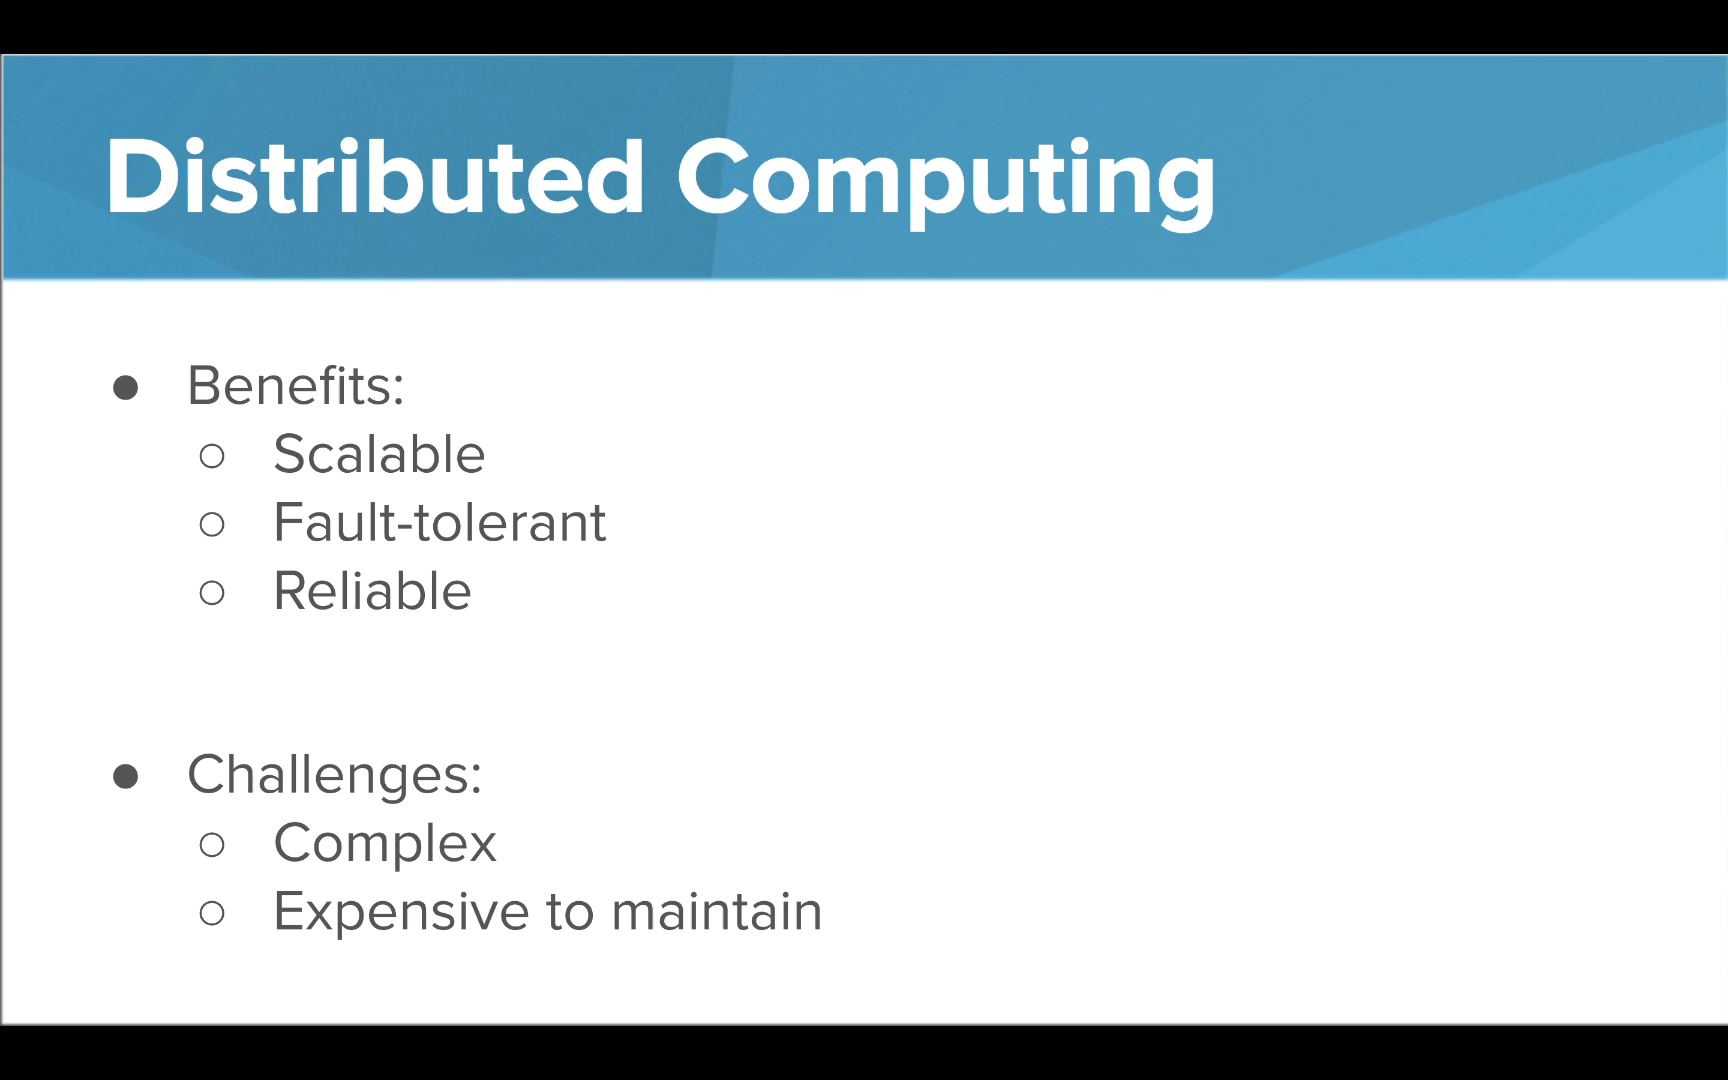 Distributed Computing
● Benefits:
○ Scalable
○ Fault-tolerant
○ Reliable
● Challenges:
○ Complex
○ Expensive to maintain